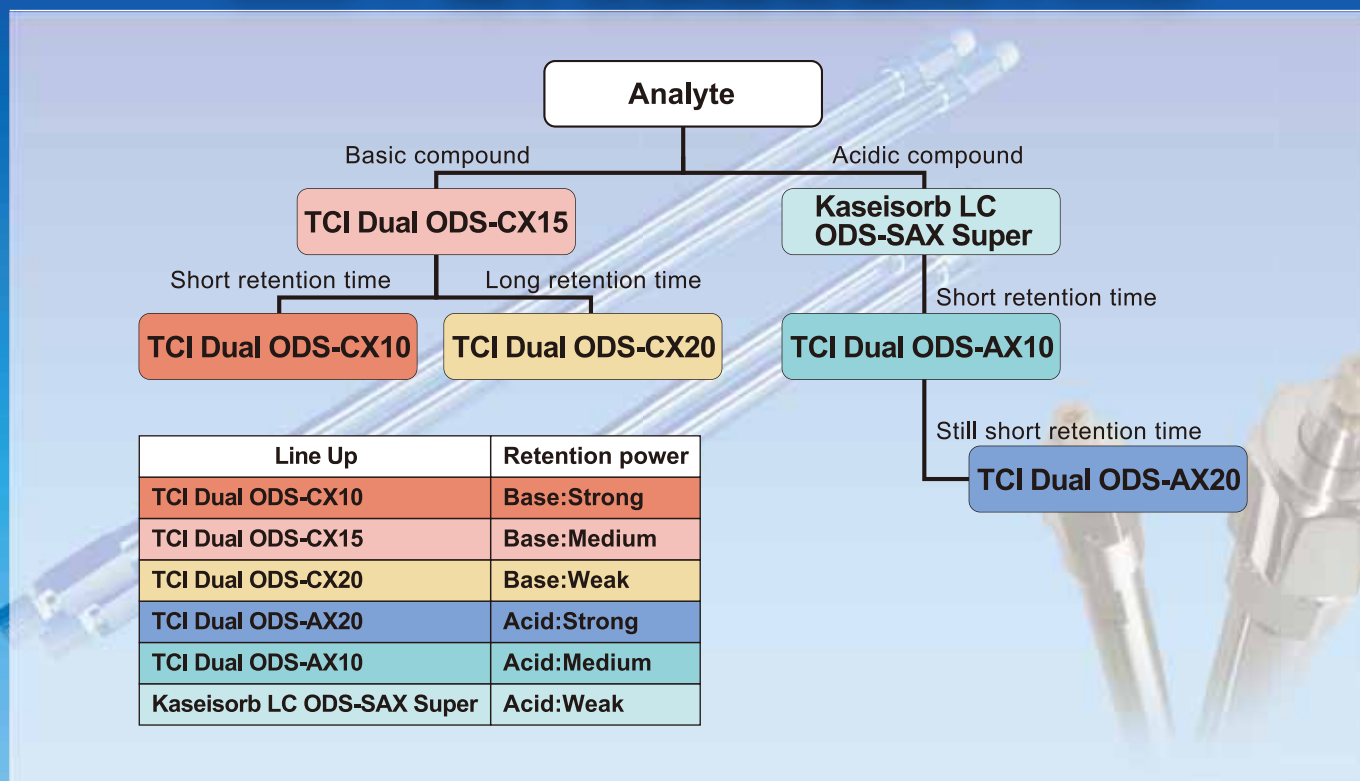 Analyte
Basic compound
Acidic compound
TCI Dual ODS-CX15
Kaseisorb LC
ODS-SAX Super
Short retention time
Long retention time
Short retention time
TCI Dual ODS-CX10
TCI Dual ODS-CX20
TCI Dual ODS-AX10
Still short retention time
TCI Dual ODS-AX20
Line Up Retention power
TCI Dual ODS-CX10 Base:Strong
TCI Dual ODS-CX15 Base:Medium
TCI Dual ODS-CX20 Base:Weak
TCI Dual ODS-AX20 Acid:Strong
TCI Dual ODS-AX10 Acid:Medium
Kaseisorb LC ODS-SAX Super Acid:Weak